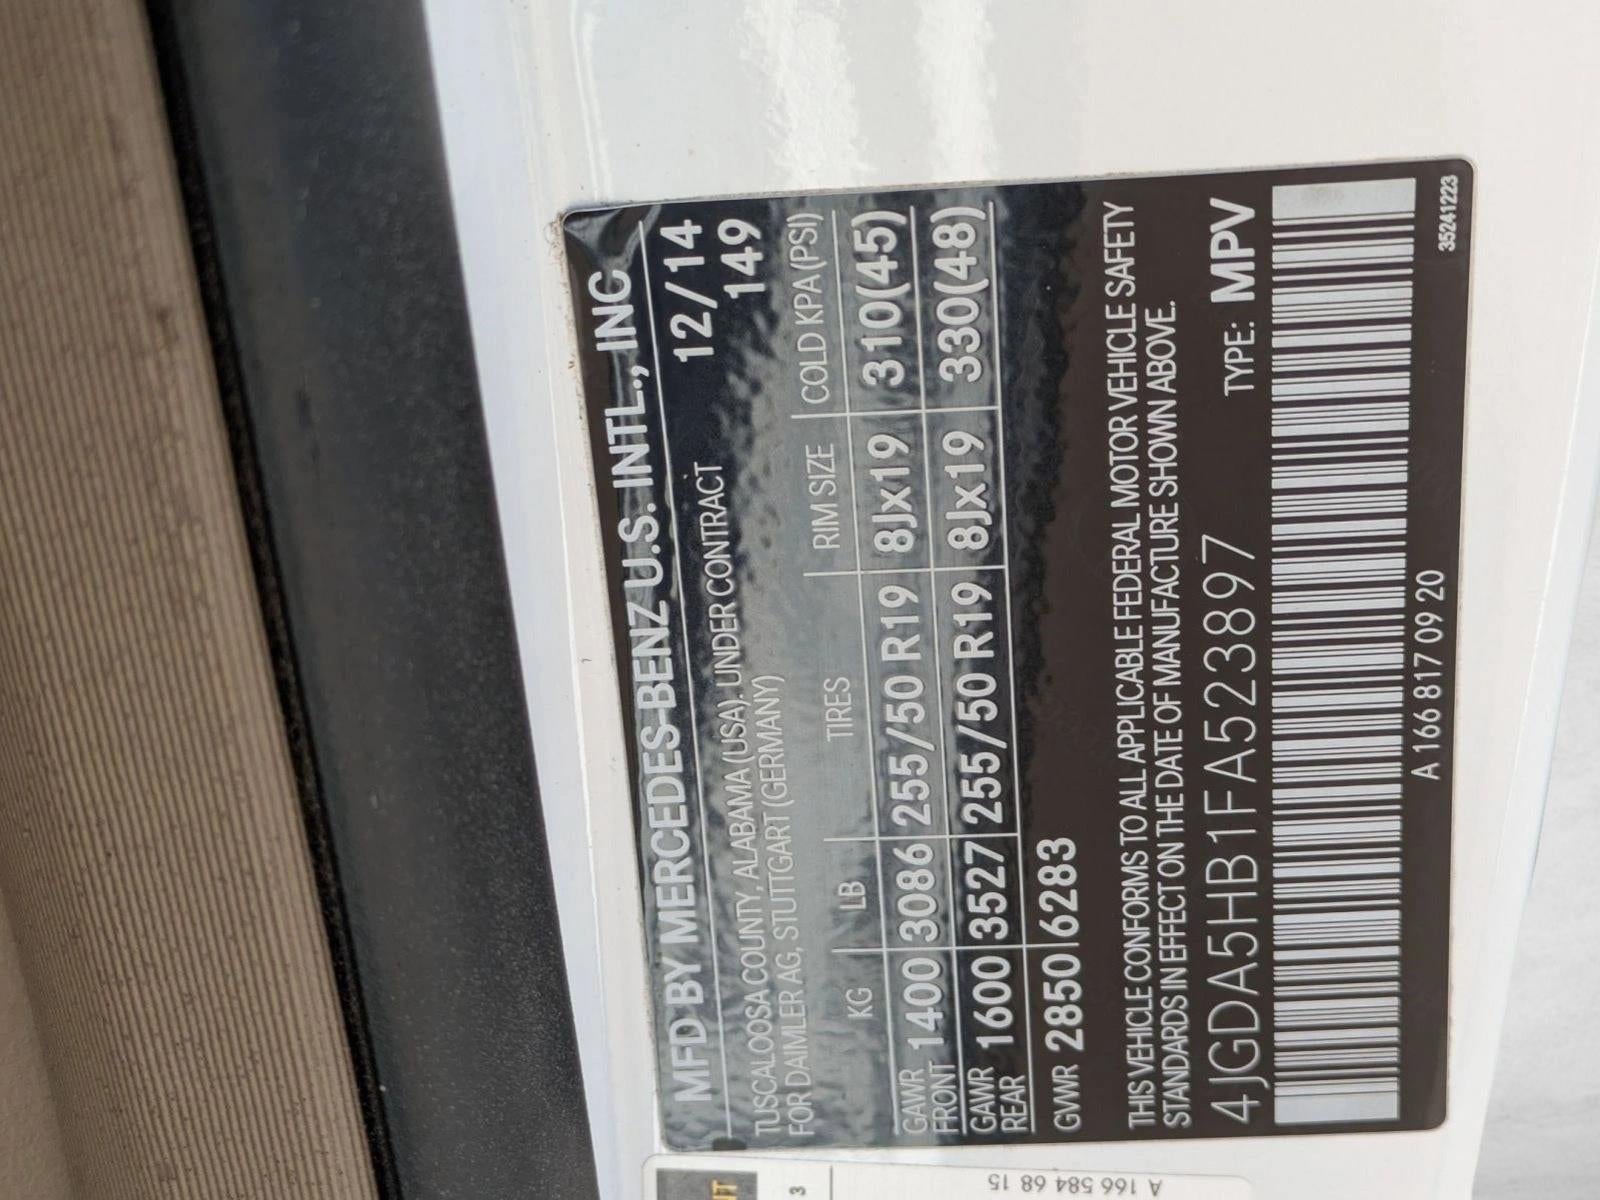 MFD BY MERCEDES-BENZ U.S. INTL., INC
12/14
TUSCALOOSA COUNTY, ALABAMA (USA). UNDER CONTRACT 149
FOR DAIMLER AG, STUTTGART (GERMANY)
KG LB TIRES RIM SIZE COLD KPA (PSI)
GAWR FRONT 1400 3086 255/50 R19 8Jx19 310(45)
GAWR REAR 1600 3527 255/50 R19 8Jx19 330(48)
GVWR 2850 6283
THIS VEHICLE CONFORMS TO ALL APPLICABLE FEDERAL MOTOR VEHICLE SAFETY
STANDARDS IN EFFECT ON THE DATE OF MANUFACTURE SHOWN ABOVE.
4JGDA5HB1FA523897 TYPE: MPV
A 166 817 09 20
35241223
A 166 584 68 15
3